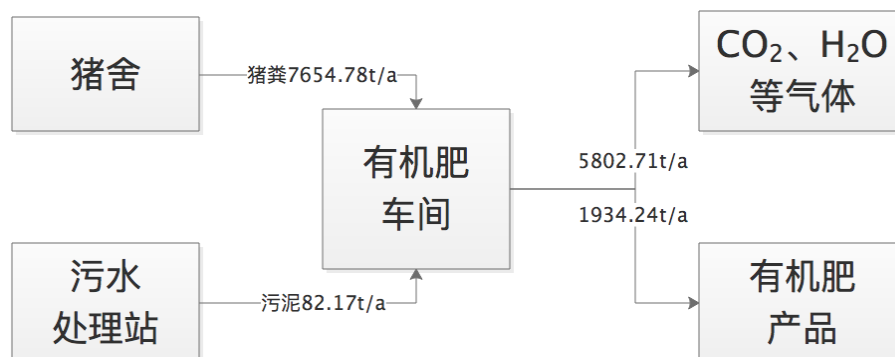 猪舍
猪粪7654.78t/a
CO₂、H₂O
等气体
有机肥
车间
5802.71t/a
1934.24t/a
污水
处理站
污泥82.17t/a
有机肥
产品